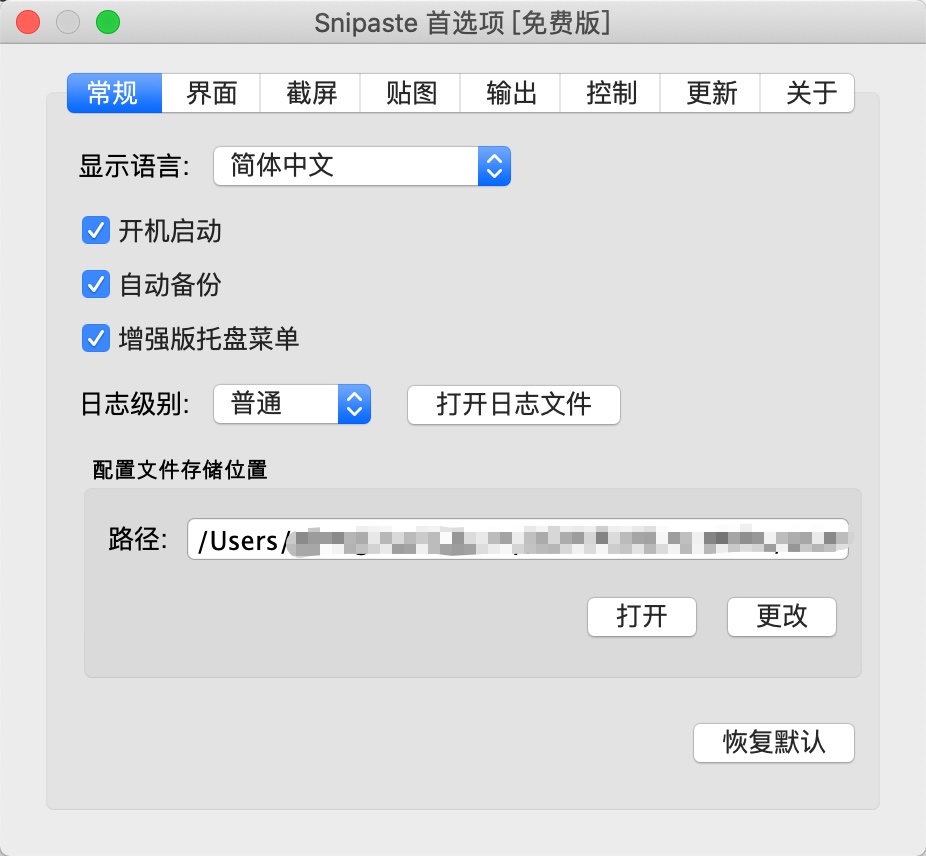 Snipaste 首选项 [免费版]
常规 界面 截屏 贴图 输出 控制 更新 关于
显示语言: 简体中文
开机启动
自动备份
增强版托盘菜单
日志级别: 普通 打开日志文件
配置文件存储位置
路径: /Users/
打开 更改
恢复默认